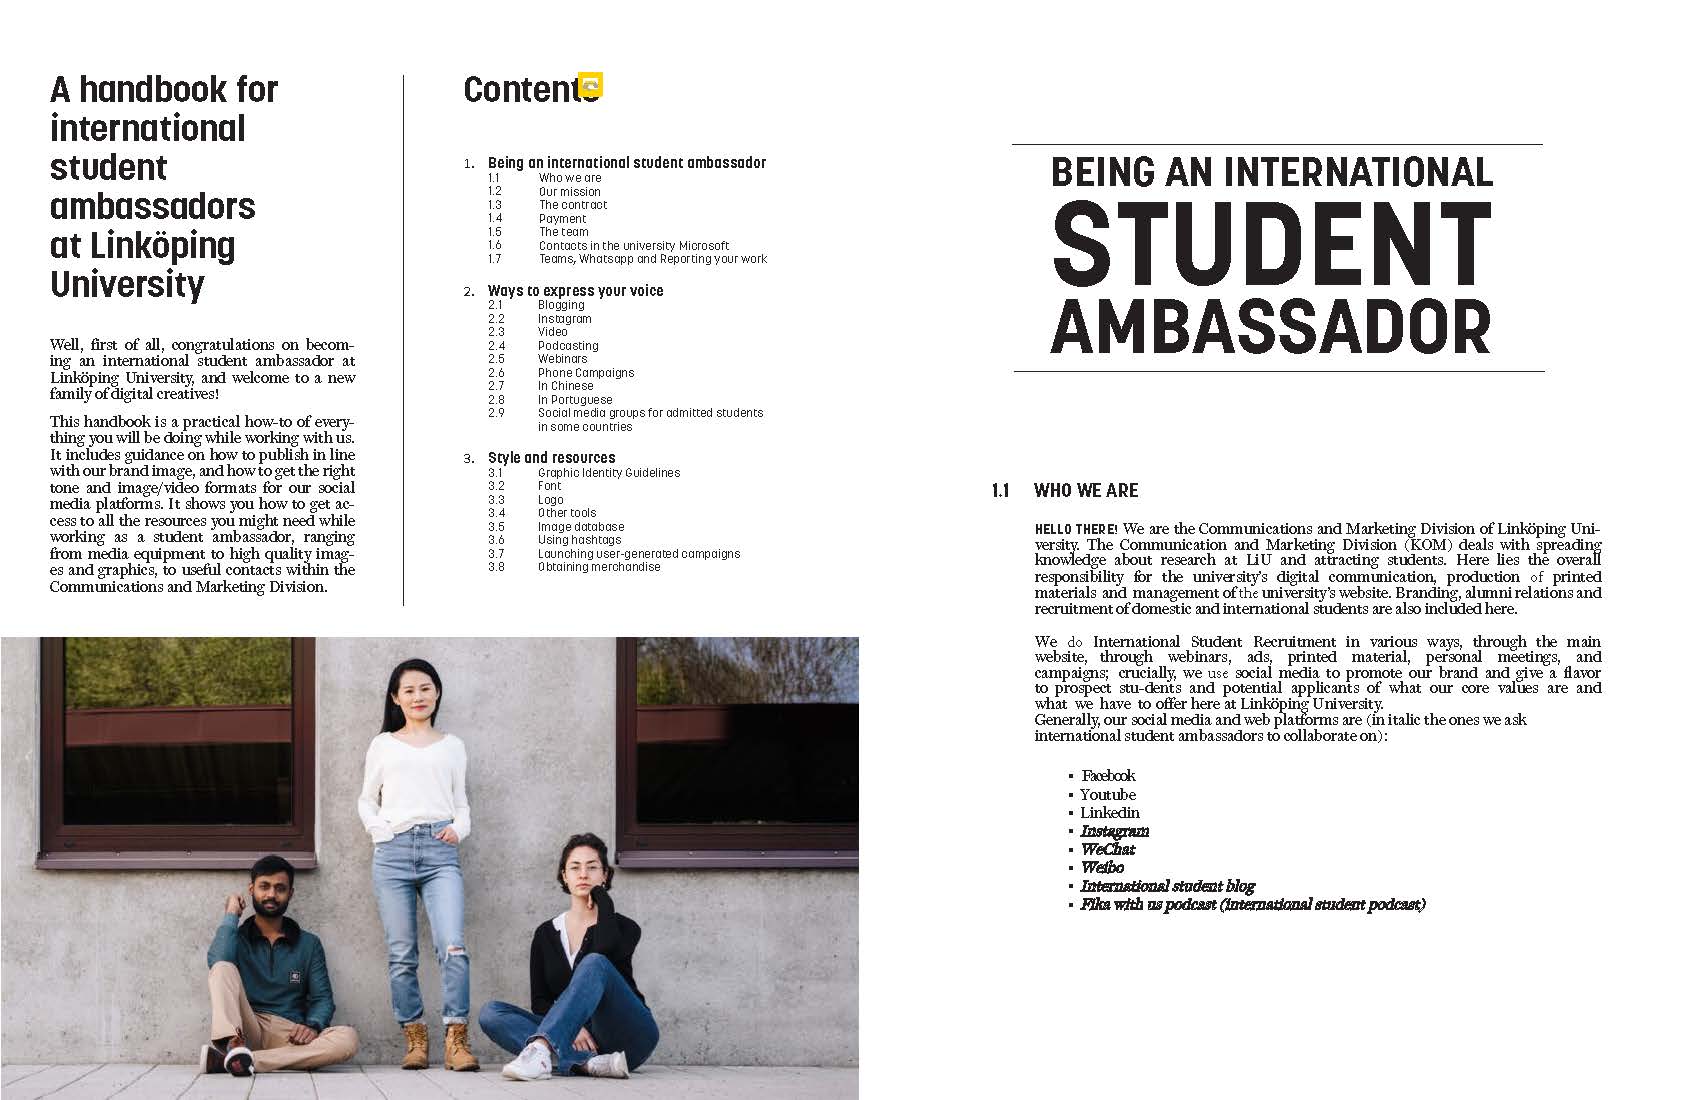 A handbook for
international
student
ambassadors
at Linköping
University
Well, first of all, congratulations on becom-
ing an international student ambassador at
Linköping University, and welcome to a new
family of digital creatives!
This handbook is a practical how-to of every-
thing you will be doing while working with us.
It includes guidance on how to publish in line
with our brand image, and how to get the right
tone and image/video formats for our social
media platforms. It shows you how to get ac-
cess to all the resources you might need while
working as a student ambassador, ranging
from media equipment to high quality imag-
es and graphics, to useful contacts within the
Communications and Marketing Division.
Contents
1. Being an international student ambassador
1.1 Who we are
1.2 Our mission
1.3 The contract
1.4 Payment
1.5 The team
1.6 Contacts in the university Microsoft
1.7 Teams, Whatsapp and Reporting your work
2. Ways to express your voice
2.1 Blogging
2.2 Instagram
2.3 Video
2.4 Podcasting
2.5 Webinars
2.6 Phone Campaigns
2.7 In Chinese
2.8 In Portuguese
2.9 Social media groups for admitted students
in some countries
3. Style and resources
3.1 Graphic Identity Guidelines
3.2 Font
3.3 Logo
3.4 Other tools
3.5 Image database
3.6 Using hashtags
3.7 Launching user-generated campaigns
3.8 Obtaining merchandise
BEING AN INTERNATIONAL
STUDENT
AMBASSADOR
1.1 WHO WE ARE
HELLO THERE! We are the Communications and Marketing Division of Linköping Uni-
versity. The Communication and Marketing Division (KOM) deals with spreading
knowledge about research at LiU and attracting students. Here lies the overall
responsibility for the university's digital communication, production of printed
materials and management of the university's website. Branding, alumni relations and
recruitment of domestic and international students are also included here.
We do International Student Recruitment in various ways, through the main
website, through webinars, ads, printed material, personal meetings, and
campaigns; crucially, we use social media to promote our brand and give a flavor
to prospect stu-dents and potential applicants of what our core values are and
what we have to offer here at Linköping University.
Generally, our social media and web platforms are (in italic the ones we ask
international student ambassadors to collaborate on):
▪ Facebook
▪ Youtube
▪ Linkedin
▪ Instagram
▪ WeChat
▪ Weibo
▪ International student blog
▪ Fika with us podcast (international student podcast)